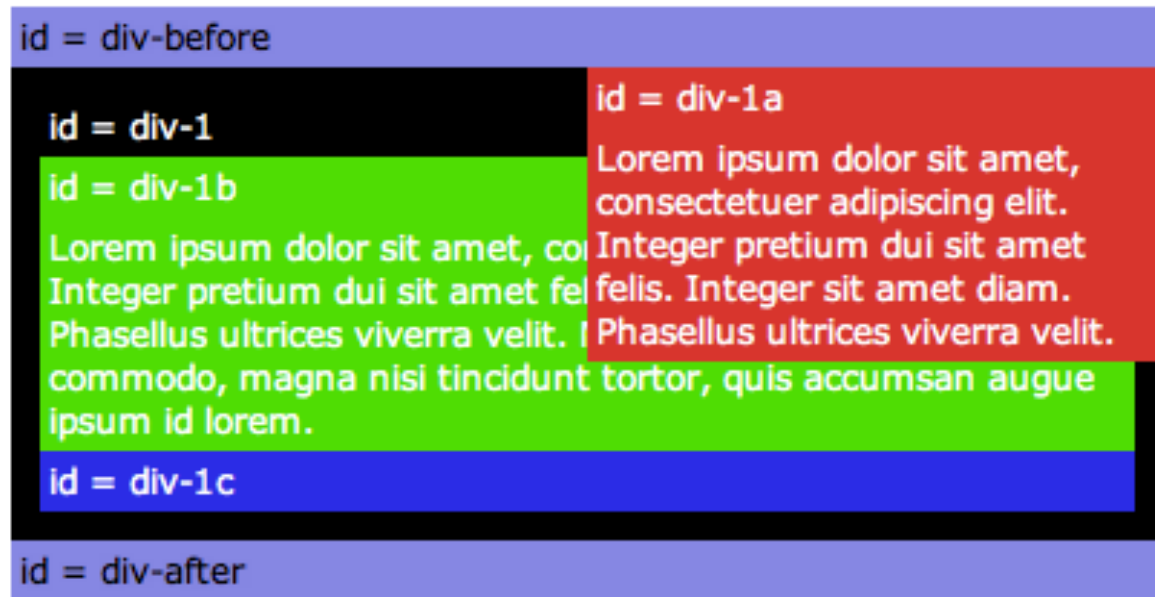 id = div-before
id = div-1
id = div-1a
Lorem ipsum dolor sit amet,
consectetuer adipiscing elit.
Integer pretium dui sit amet
felis. Integer sit amet diam.
Phasellus ultrices viverra velit.
id = div-1b
Lorem ipsum dolor sit amet,
Integer pretium dui sit amet
Phasellus ultrices viverra velit.
commodo, magna nisi tincidunt tortor, quis accumsan augue
ipsum id lorem.
id = div-1c
id = div-after